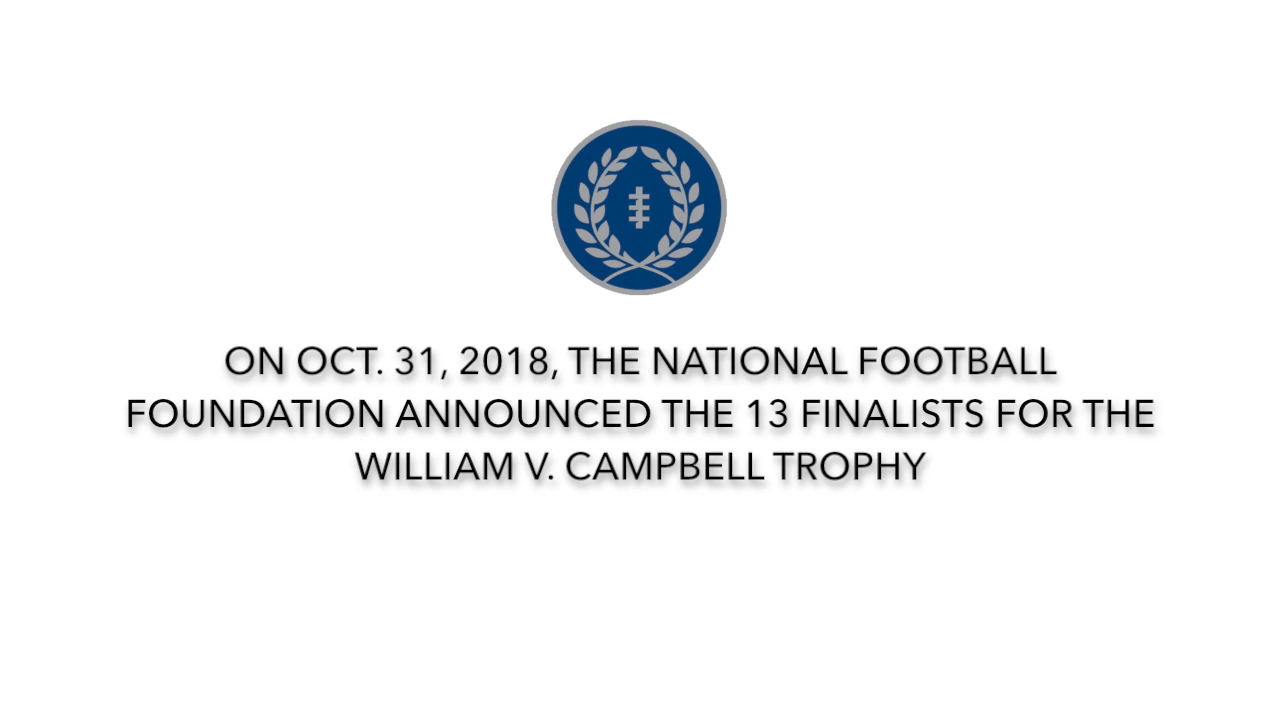 ON OCT. 31, 2018, THE NATIONAL FOOTBALL
FOUNDATION ANNOUNCED THE 13 FINALISTS FOR THE
WILLIAM V. CAMPBELL TROPHY